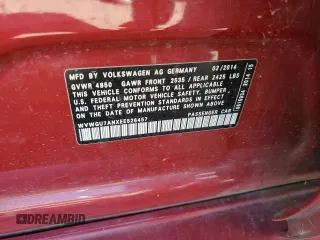 MFD BY VOLKSWAGEN AG GERMANY 02/2014
GVWR 4850 GAWR FRONT 2535 / REAR 2425 LBS
THIS VEHICLE CONFORMS TO ALL APPLICABLE
FEDERAL MOTOR VEHICLE SAFETY, BUMPER
AND THEFT PREVENTION STANDARDS IN EFFECT
ON THE DATE OF MANUFACTURE SHOWN ABOVE
WVWGU7ANXEE526457 PASSENGER CAR
©DREAMBID